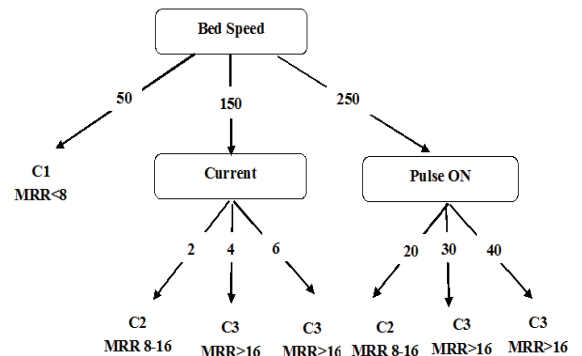 Bed Speed
50
150
250
C1
MRR<8
Current
Pulse ON
2
4
6
20
30
40
C2
MRR 8-16
C3
MRR>16
C3
MRR>16
C2
MRR 8-16
C3
MRR>16
C3
MRR>16